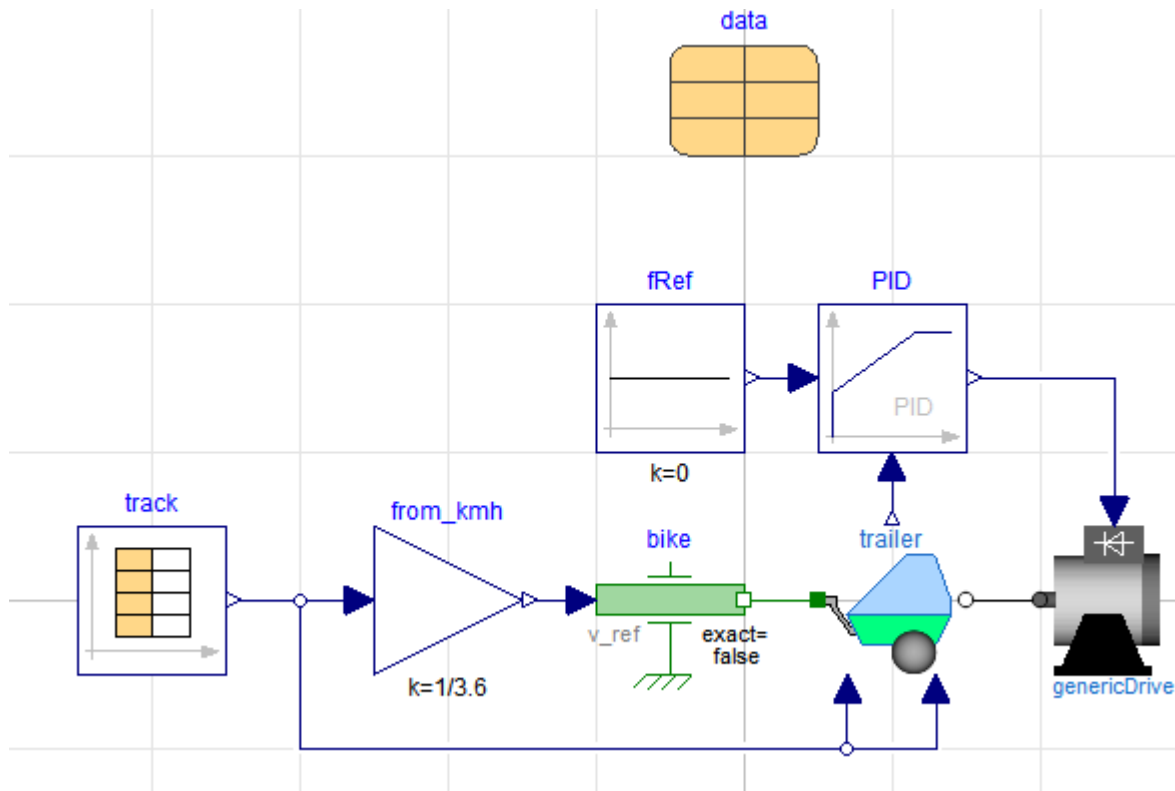 data
fRef
PID
PID
k=0
track
from_kmh
bike
trailer
v_ref
exact=
false
k=1/3.6
genericDrive